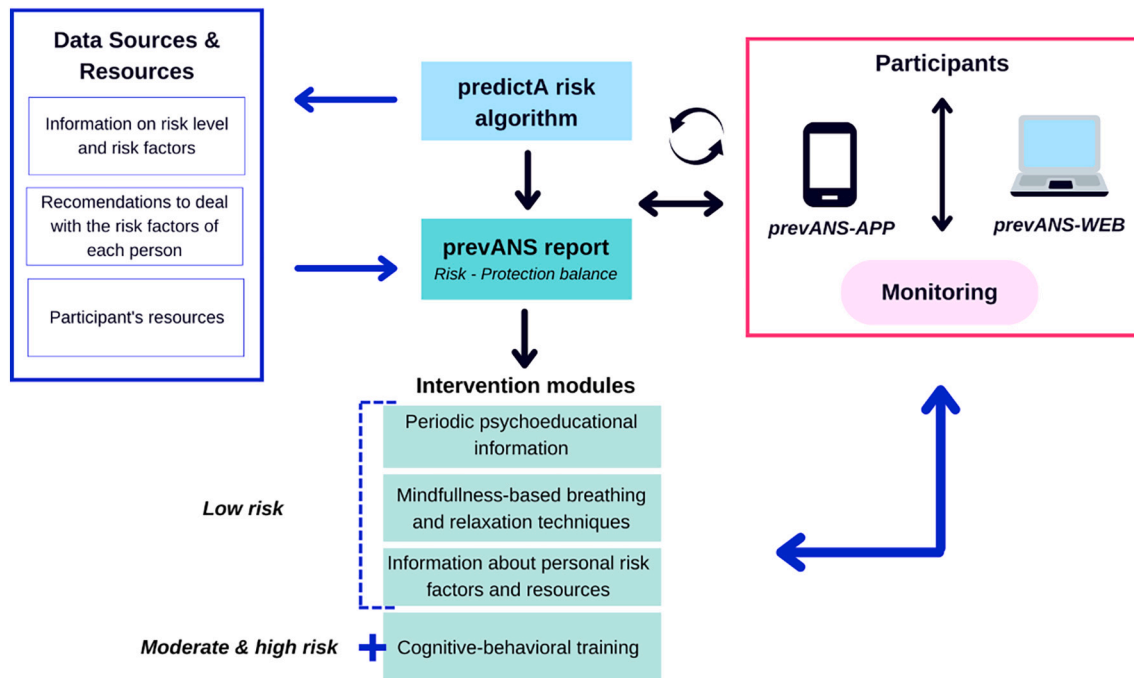 Data Sources &
Resources
Information on risk level
and risk factors
Recomendations to deal
with the risk factors of
each person
Participant's resources
predictA risk
algorithm
prevANS report
Risk - Protection balance
Participants
prevANS-APP
prevANS-WEB
Monitoring
Intervention modules
Periodic psychoeducational
information
Mindfullness-based breathing
and relaxation techniques
Information about personal risk
factors and resources
Cognitive-behavioral training
Low risk
Moderate & high risk
+